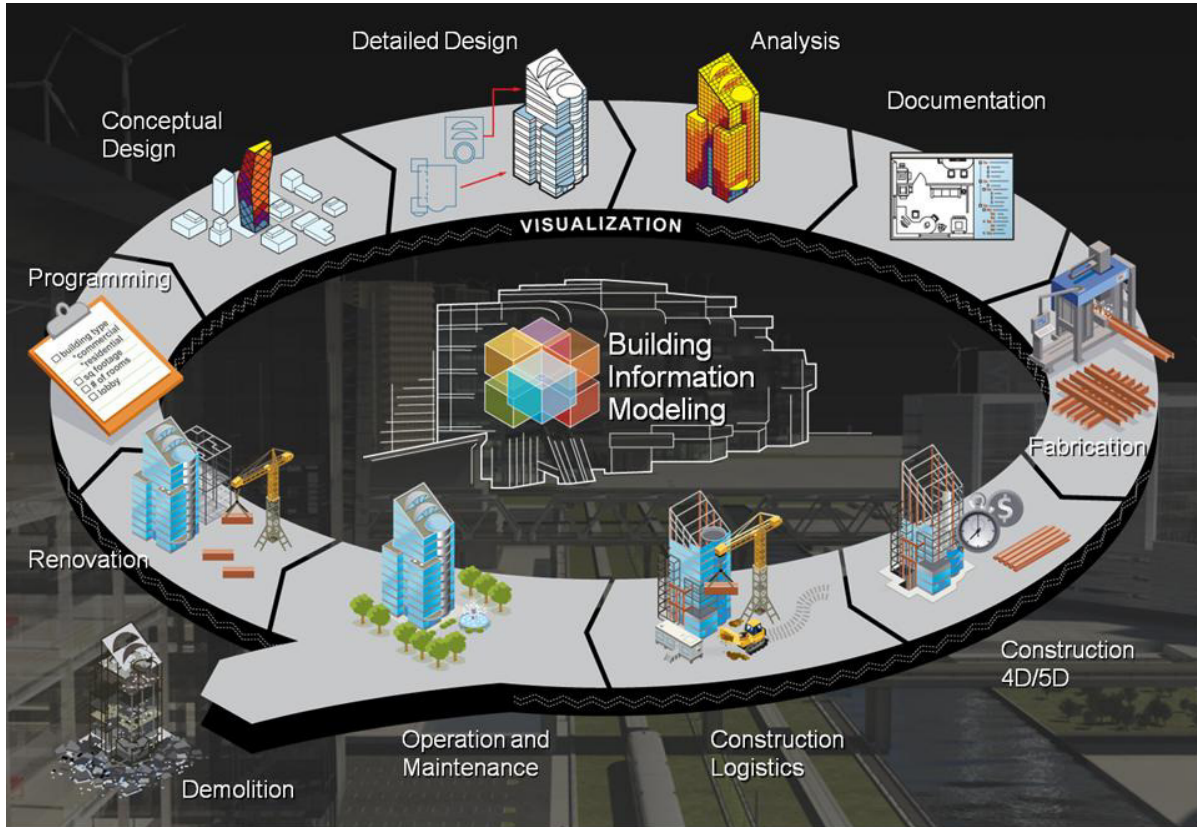 Detailed Design
Analysis
Documentation
Conceptual
Design
VISUALIZATION
Programming
building type
*commercial
*residential
sq footage
# of rooms
lobby
Building
Information
Modeling
Fabrication
Renovation
$
Construction
4D/5D
Operation and
Maintenance
Construction
Logistics
Demolition